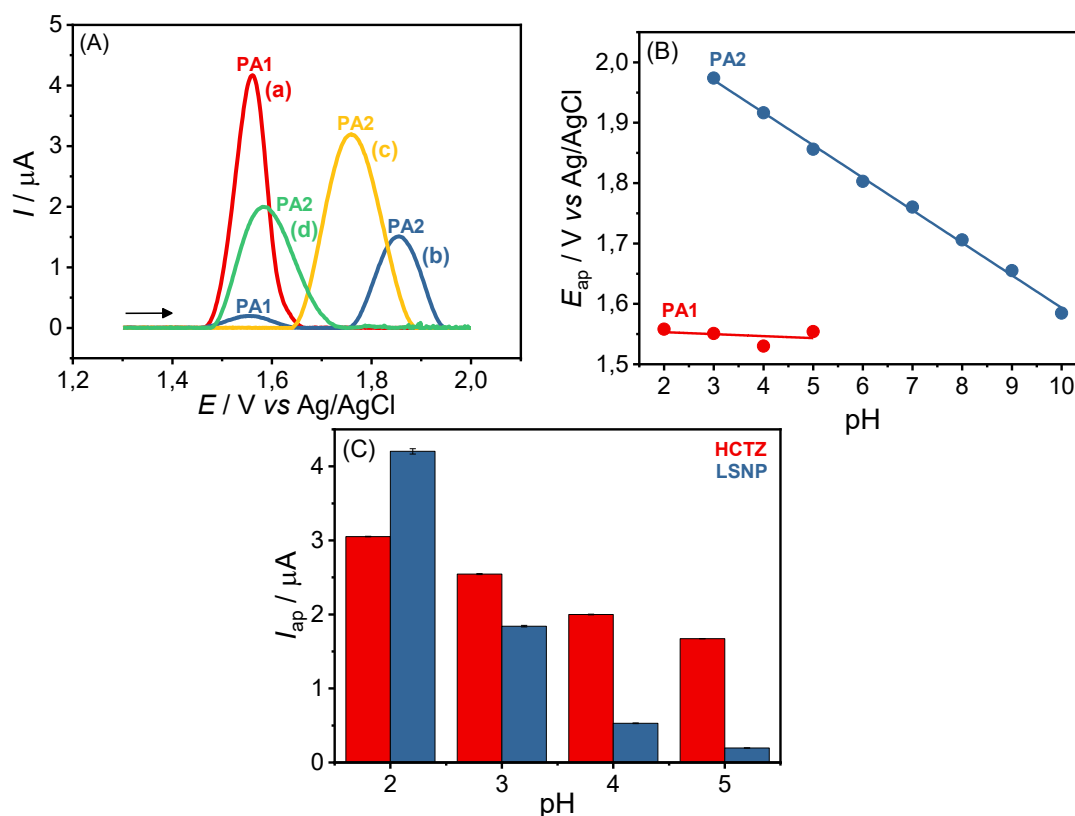 (A)
5
4
3
2
1
0
I / μA
PA1
(a)
PA2
(c)
PA2
(d)
PA2
(b)
PA1
1,2 1,4 1,6 1,8 2,0
E / V vs Ag/AgCl
(B)
2,0
1,9
1,8
1,7
1,6
1,5
Eap / V vs Ag/AgCl
PA2
PA1
2 3 4 5 6 7 8 9 10
pH
(C)
HCTZ
LSNP
4
3
2
1
0
Iap / μA
2 3 4 5
pH